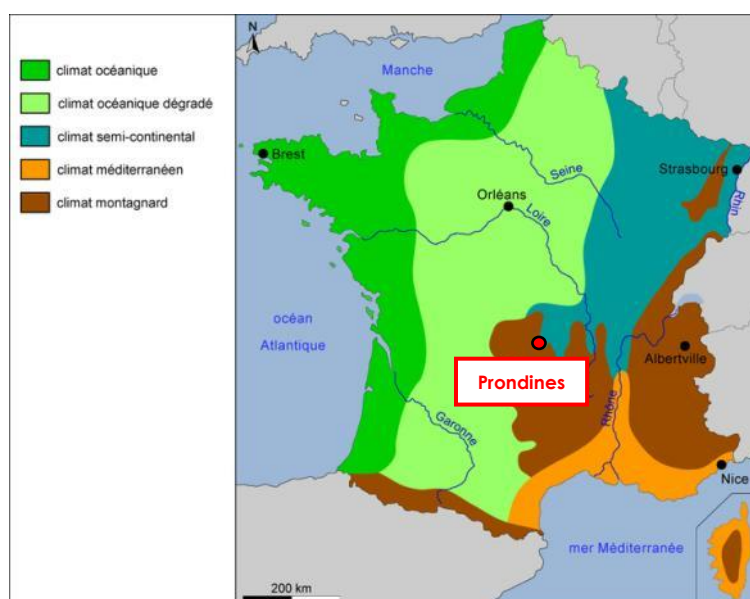 climat océanique
climat océanique dégradé
climat semi-continental
climat méditerranéen
climat montagnard
N
Manche
Brest
Seine
Strasbourg
Rhin
Orléans
Loire
océan
Atlantique
Albertville
Prondines
Garonne
Rhône
Nice
mer Méditerranée
200 km